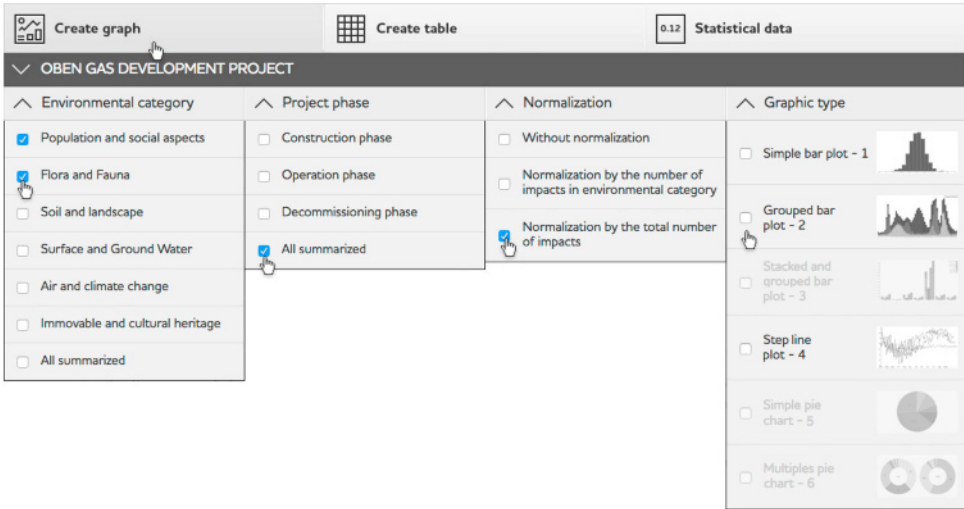 Create graph
Create table
0.12
Statistical data
OBEN GAS DEVELOPMENT PROJECT
Environmental category
Population and social aspects
Flora and Fauna
Soil and landscape
Surface and Ground Water
Air and climate change
Immovable and cultural heritage
All summarized
Project phase
Construction phase
Operation phase
Decommissioning phase
All summarized
Normalization
Without normalization
Normalization by the number of
impacts in environmental category
Normalization by the total number
of impacts
Graphic type
Simple bar plot - 1
Grouped bar
plot - 2
Stacked and
grouped bar
plot - 3
Step line
plot - 4
Simple pie
chart - 5
Multiples pie
chart - 6